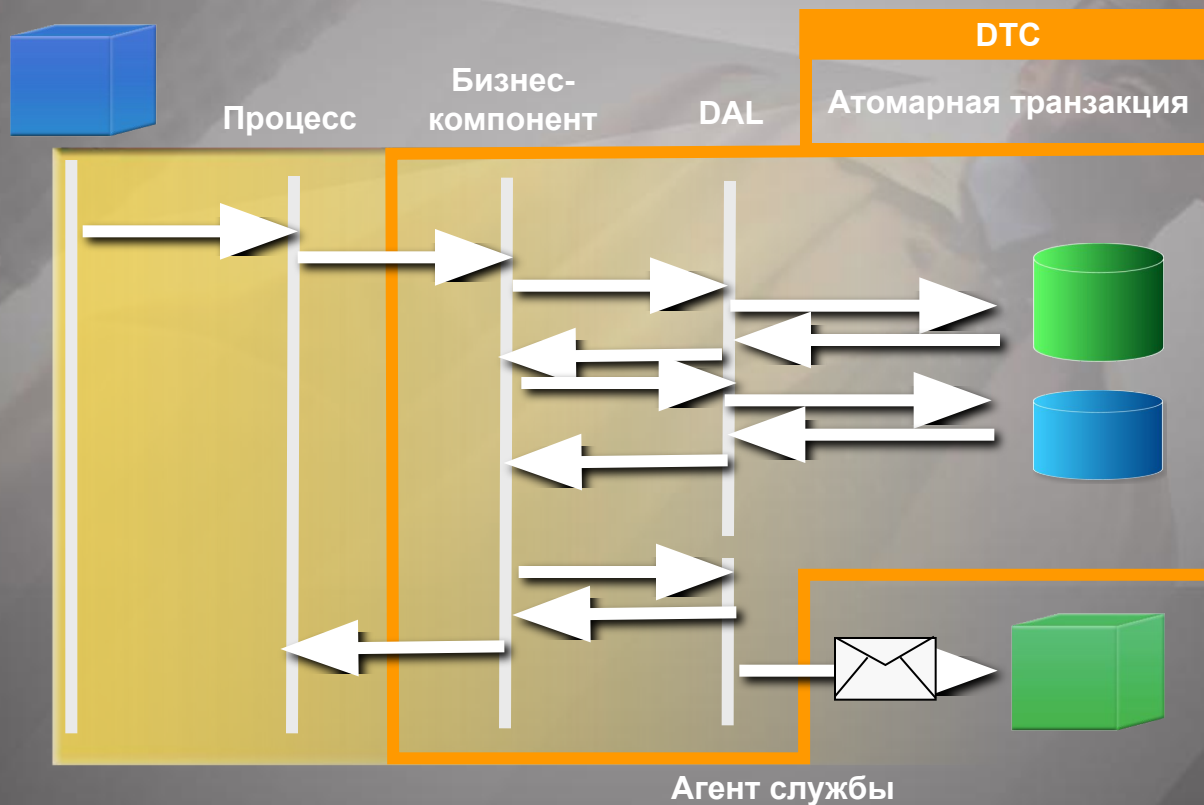 DTC
Атомарная транзакция
Процесс
Бизнес-
компонент
DAL
Агент службы